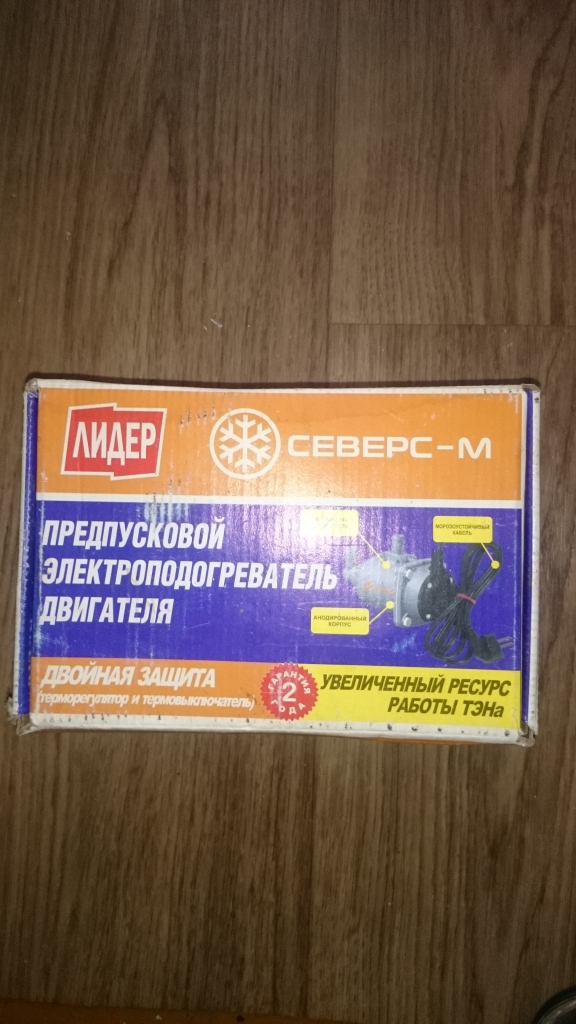 ЛИДЕР
СЕВЕРС-М
ПРЕДПУСКОВОЙ
ЭЛЕКТРОПОДОГРЕВАТЕЛЬ
ДВИГАТЕЛЯ
МОРОЗОУСТОЙЧИВЫЙ
КАБЕЛЬ
АНОДИРОВАННЫЙ
КОРПУС
ДВОЙНАЯ ЗАЩИТА
(терморегулятор и термовыключатель)
ГАРАНТИЯ
2
ГОДА
УВЕЛИЧЕННЫЙ РЕСУРС
РАБОТЫ ТЭНа